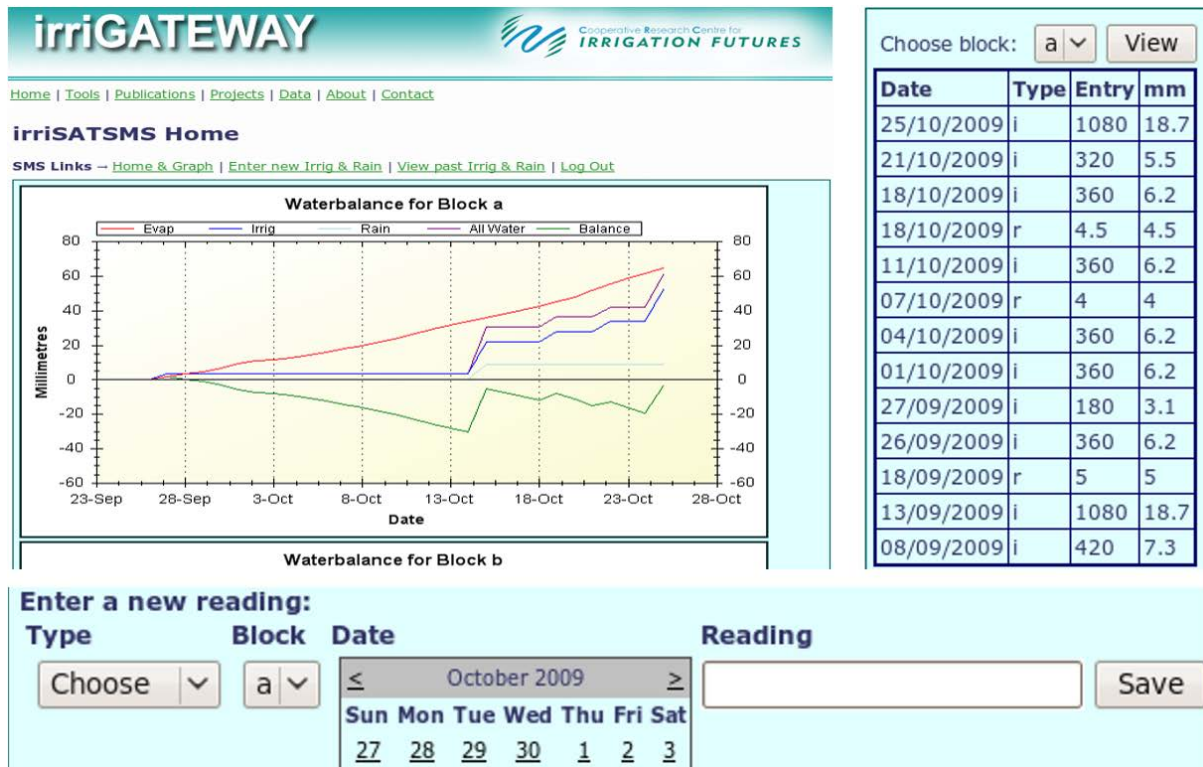 irriGATEWAY
Cooperative Research Centre for
IRRIGATION FUTURES
Home | Tools | Publications | Projects | Data | About | Contact
irriSATSMS Home
SMS Links → Home & Graph | Enter new Irrig & Rain | View past Irrig & Rain | Log Out
Waterbalance for Block a
Evap Irrig Rain All Water Balance
80 80
60 60
40 40
20 20
0 0
-20 -20
-40 -40
-60 -60
Millimetres
23-Sep 28-Sep 3-Oct 8-Oct 13-Oct 18-Oct 23-Oct 28-Oct
Date
Waterbalance for Block b
Choose block: a View
Date Type Entry mm
25/10/2009 i 1080 18.7
21/10/2009 i 320 5.5
18/10/2009 i 360 6.2
18/10/2009 r 4.5 4.5
11/10/2009 i 360 6.2
07/10/2009 r 4 4
04/10/2009 i 360 6.2
01/10/2009 i 360 6.2
27/09/2009 i 180 3.1
26/09/2009 i 360 6.2
18/09/2009 r 5 5
13/09/2009 i 1080 18.7
08/09/2009 i 420 7.3
Enter a new reading:
Type Block Date Reading
Choose a < October 2009 > Save
Sun Mon Tue Wed Thu Fri Sat
27 28 29 30 1 2 3